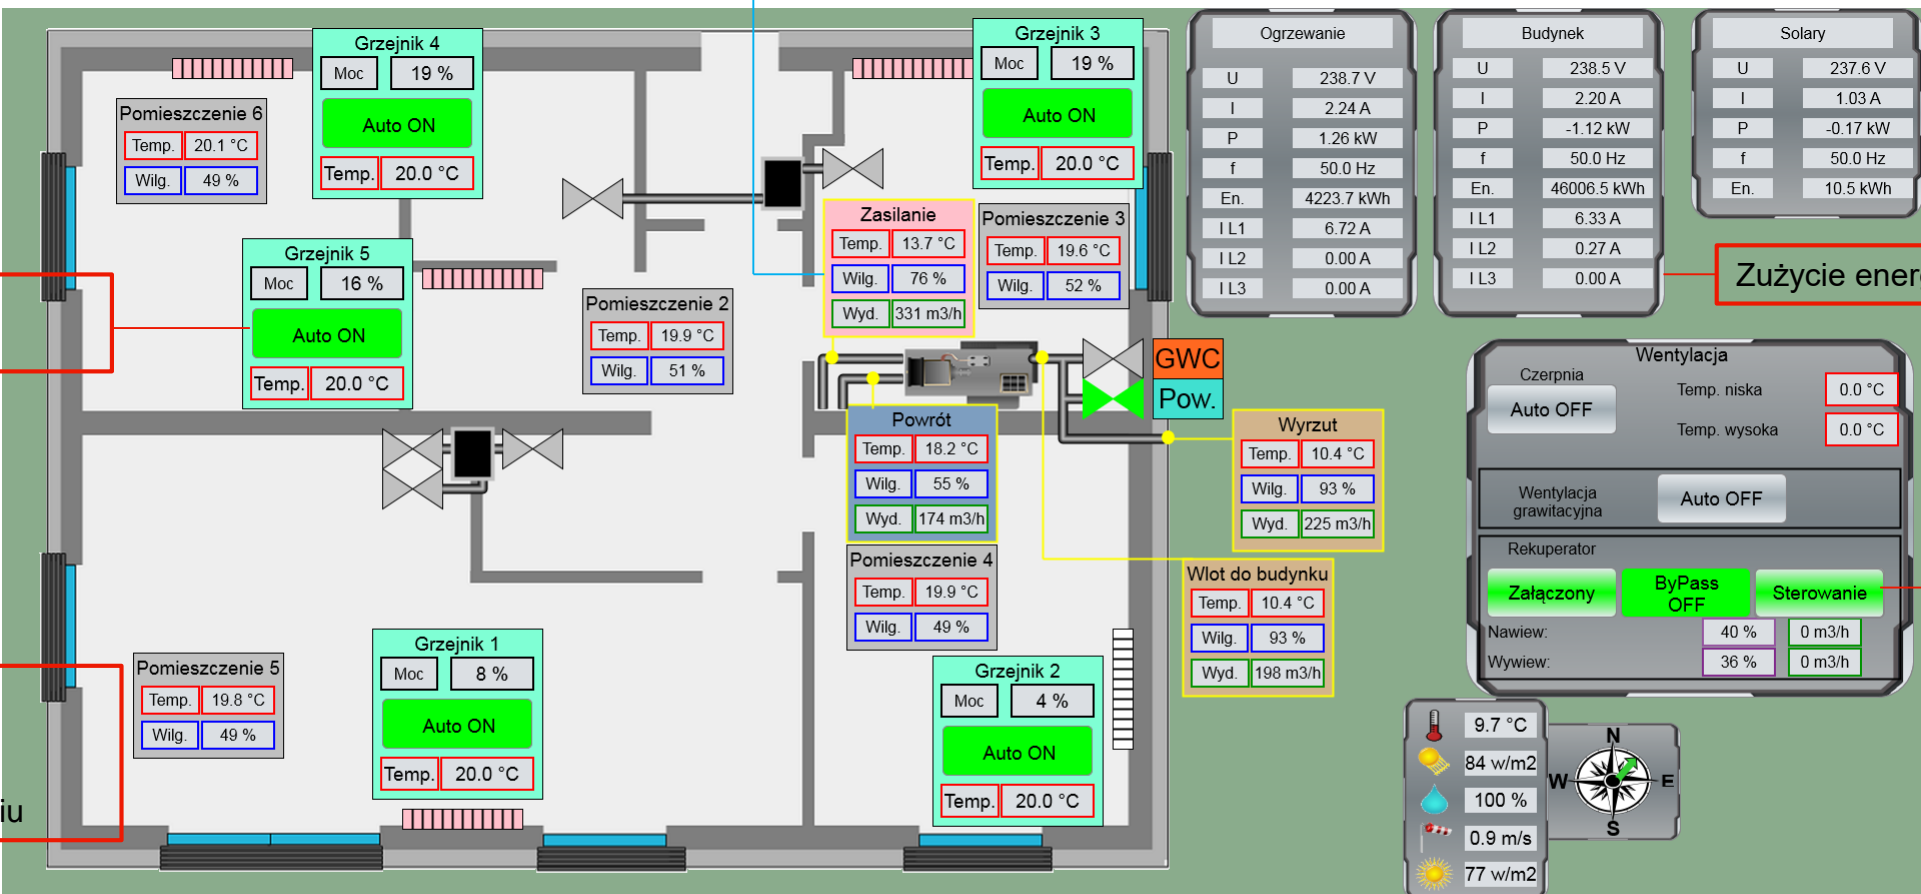 Grzejnik 4
Moc 19 %
Auto ON
Temp. 20.0 °C
Grzejnik 3
Moc 19 %
Auto ON
Temp. 20.0 °C
Pomieszczenie 6
Temp. 20.1 °C
Wilg. 49 %
Grzejnik 5
Moc 16 %
Auto ON
Temp. 20.0 °C
Pomieszczenie 2
Temp. 19.9 °C
Wilg. 51 %
Zasilanie
Temp. 13.7 °C
Wilg. 76 %
Wyd. 331 m3/h
Pomieszczenie 3
Temp. 19.6 °C
Wilg. 52 %
GWC
Pow.
Powrót
Temp. 18.2 °C
Wilg. 55 %
Wyd. 174 m3/h
Wyrzut
Temp. 10.4 °C
Wilg. 93 %
Wyd. 225 m3/h
Pomieszczenie 4
Temp. 19.9 °C
Wilg. 49 %
Wlot do budynku
Temp. 10.4 °C
Wilg. 93 %
Wyd. 198 m3/h
Pomieszczenie 5
Temp. 19.8 °C
Wilg. 49 %
Grzejnik 1
Moc 8 %
Auto ON
Temp. 20.0 °C
Grzejnik 2
Moc 4 %
Auto ON
Temp. 20.0 °C
iu
Ogrzewanie
U 238.7 V
I 2.24 A
P 1.26 kW
f 50.0 Hz
En. 4223.7 kWh
I L1 6.72 A
I L2 0.00 A
I L3 0.00 A
Budynek
U 238.5 V
I 2.20 A
P -1.12 kW
f 50.0 Hz
En. 46006.5 kWh
I L1 6.33 A
I L2 0.27 A
I L3 0.00 A
Solary
U 237.6 V
I 1.03 A
P -0.17 kW
f 50.0 Hz
En. 10.5 kWh
Zużycie ener
Wentylacja
Czerpnia
Auto OFF
Temp. niska 0.0 °C
Temp. wysoka 0.0 °C
Wentylacja
grawitacyjna
Auto OFF
Rekuperator
Załączony
ByPass
OFF
Sterowanie
Nawiew: 40 % 0 m3/h
Wywiew: 36 % 0 m3/h
9.7 °C
84 w/m2
100 %
0.9 m/s
77 w/m2
N
W E
S